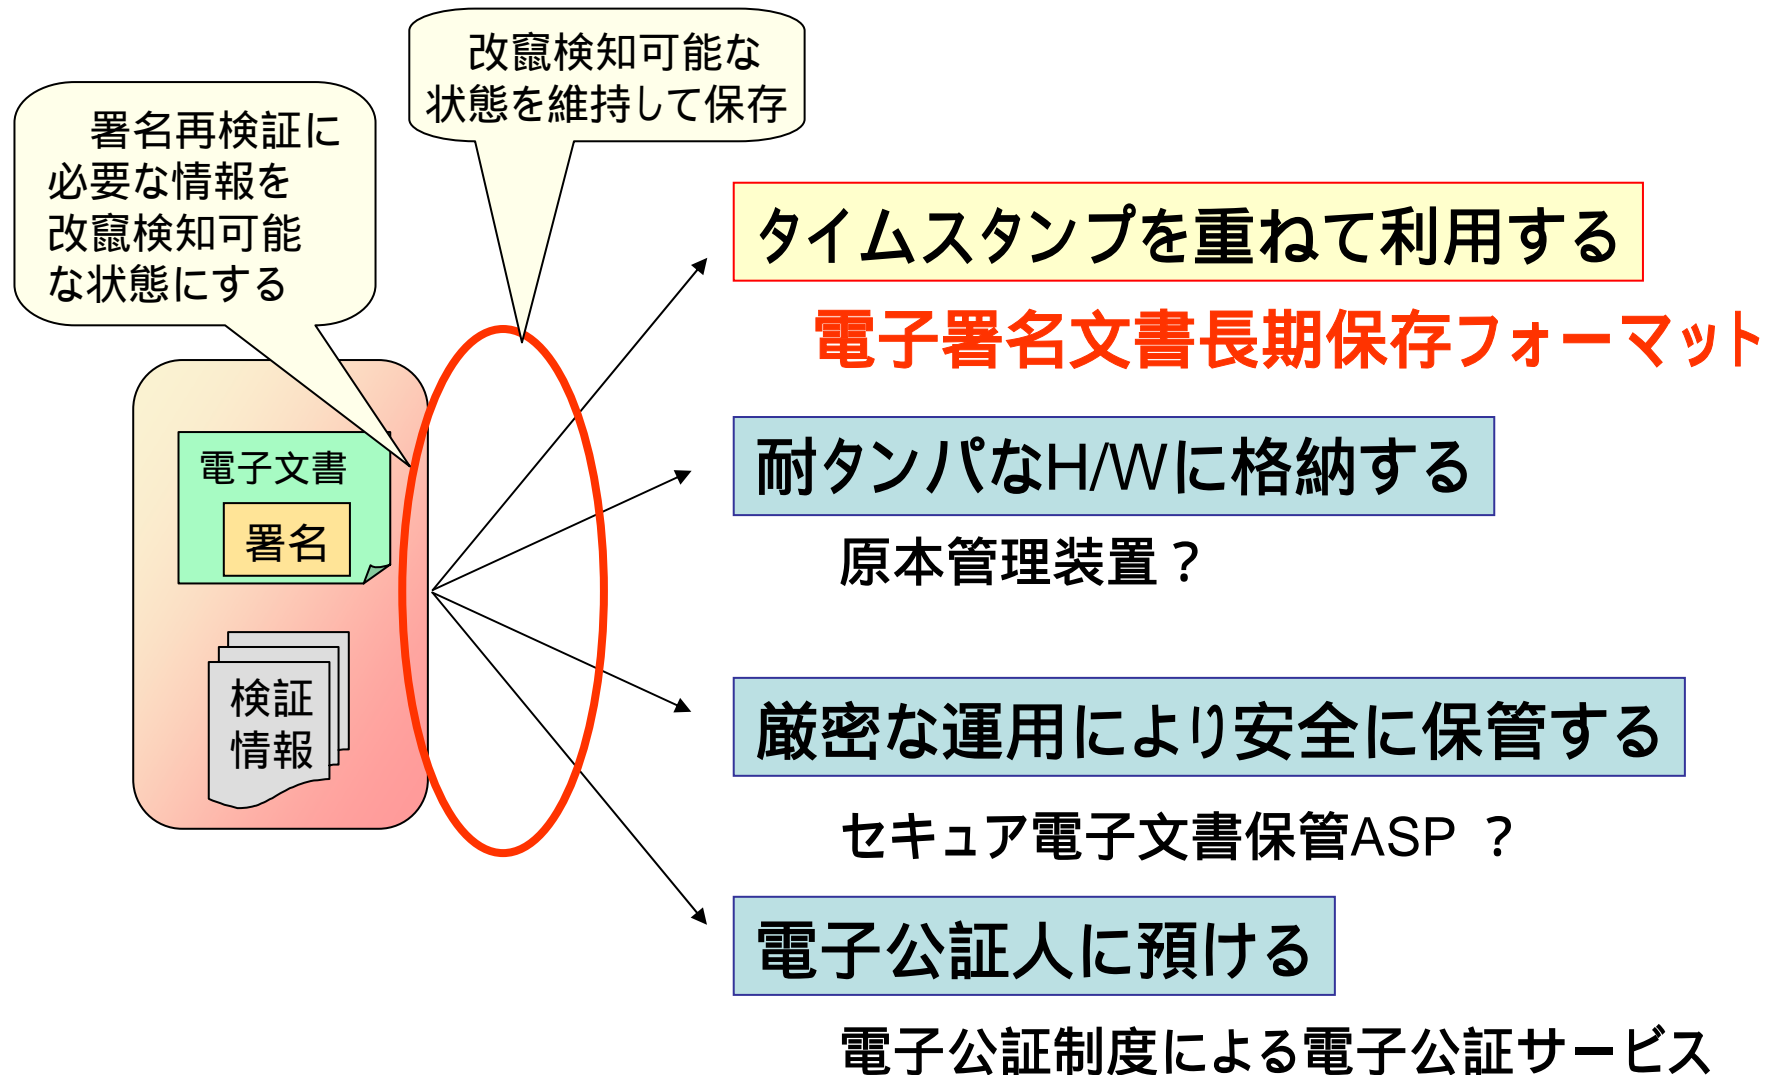 改竄検知可能な
状態を維持して保存
署名再検証に
必要な情報を
改竄検知可能
な状態にする
タイムスタンプを重ねて利用する
電子署名文書長期保存フォーマット
電子文書
署名
検証
情報
耐タンパなH/Wに格納する
原本管理装置？
厳密な運用により安全に保管する
セキュア電子文書保管ASP ？
電子公証人に預ける
電子公証制度による電子公証サービス